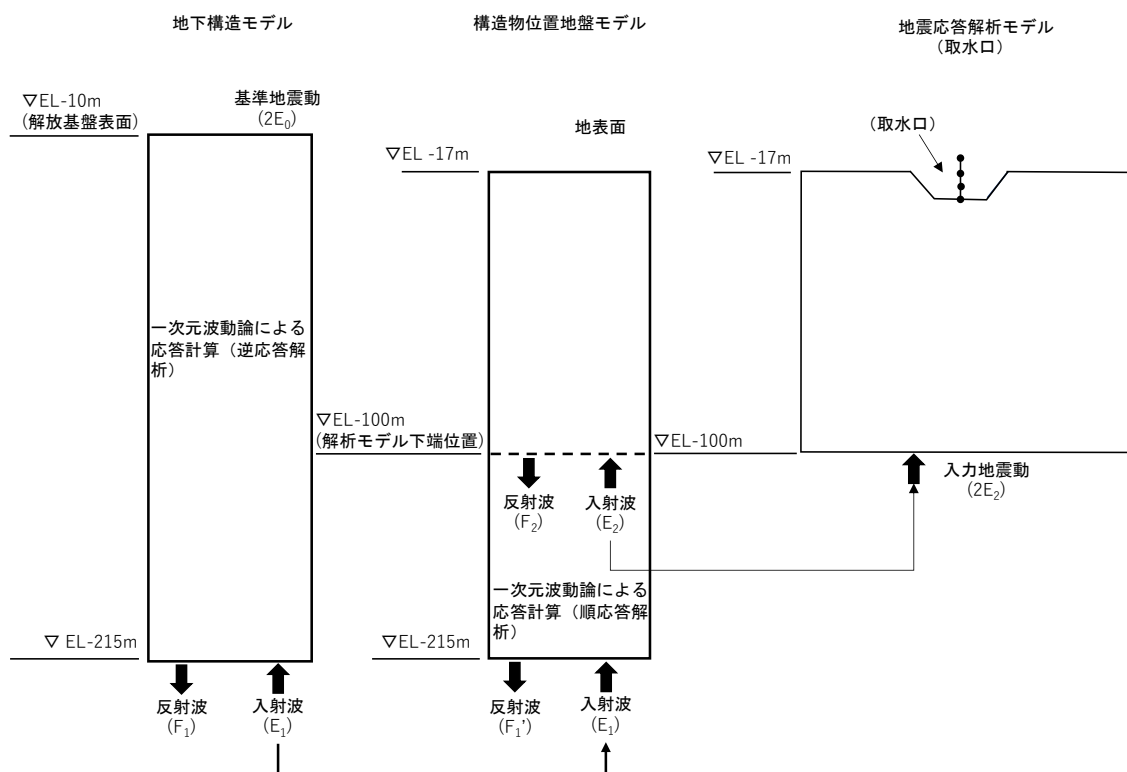 地下構造モデル
▽EL-10m
(解放基盤表面)
基準地震動
(2E₀)
一次元波動論による
応答計算（逆応答解
析）
▽ EL-215m
反射波
(F₁)
入射波
(E₁)
構造物位置地盤モデル
地表面
▽EL -17m
▽EL-100m
(解析モデル下端位置)
反射波
(F₂)
入射波
(E₂)
一次元波動論による
応答計算（順応答解
析）
▽EL-215m
反射波
(F₁’)
入射波
(E₁)
地震応答解析モデル
(取水口)
(取水口)
▽EL -17m
▽EL-100m
入力地震動
(2E₂)